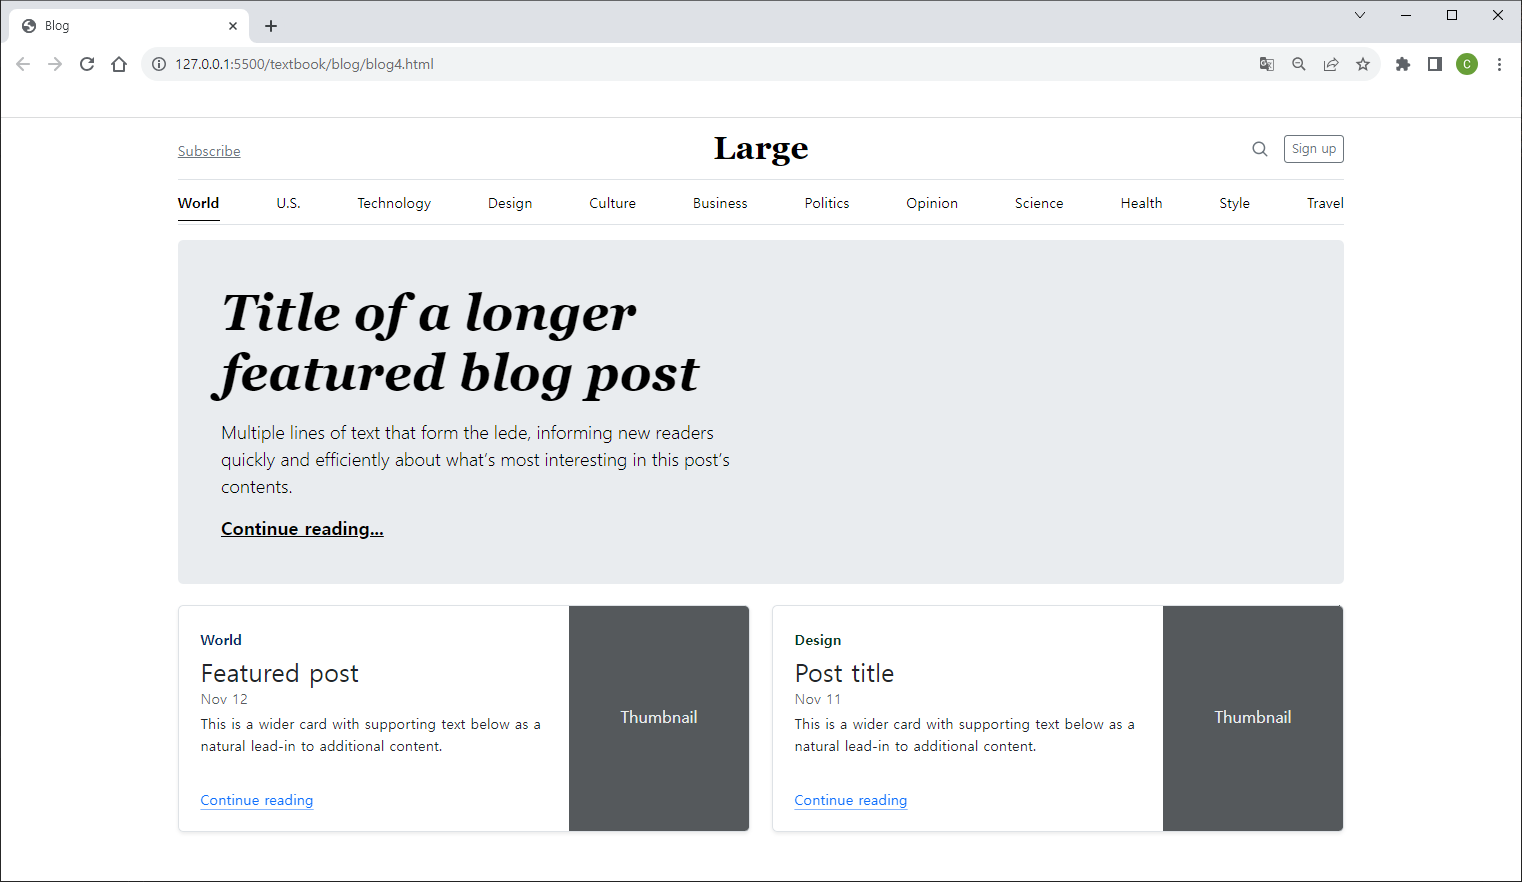 Blog
127.0.0.1:5500/textbook/blog/blog4.html
C
Subscribe
Large
Sign up
World U.S. Technology Design Culture Business Politics Opinion Science Health Style Travel
Title of a longer
featured blog post
Multiple lines of text that form the lede, informing new readers
quickly and efficiently about what's most interesting in this post's
contents.
Continue reading...
World
Featured post
Nov 12
This is a wider card with supporting text below as a
natural lead-in to additional content.
Continue reading
Thumbnail
Design
Post title
Nov 11
This is a wider card with supporting text below as a
natural lead-in to additional content.
Continue reading
Thumbnail